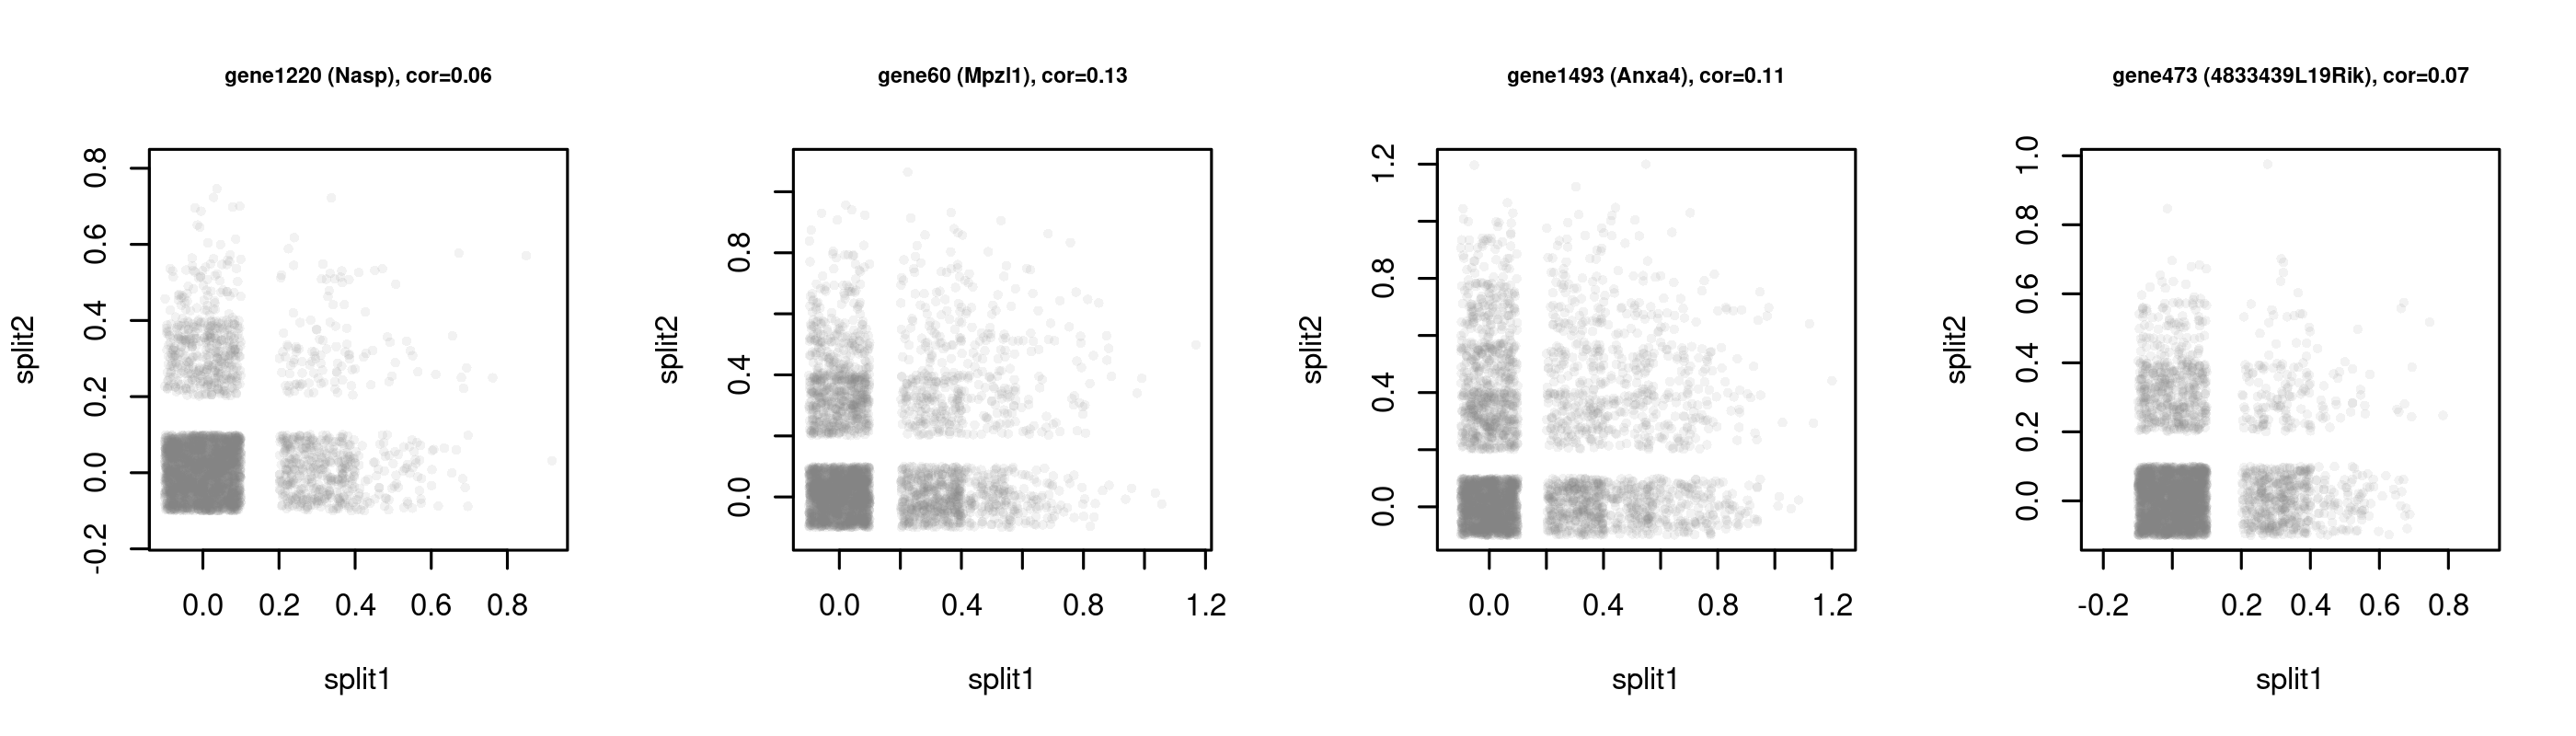 gene1220 (Nasp), cor=0.06
split2
-0.2 0.0 0.2 0.4 0.6 0.8
0.0 0.2 0.4 0.6 0.8
split1
gene60 (Mpzl1), cor=0.13
split2
0.0 0.4 0.8
0.0 0.4 0.8 1.2
split1
gene1493 (Anxa4), cor=0.11
split2
0.0 0.4 0.8 1.2
0.0 0.4 0.8 1.2
split1
gene473 (4833439L19Rik), cor=0.07
split2
0.0 0.2 0.4 0.6 0.8 1.0
-0.2 0.2 0.4 0.6 0.8
split1